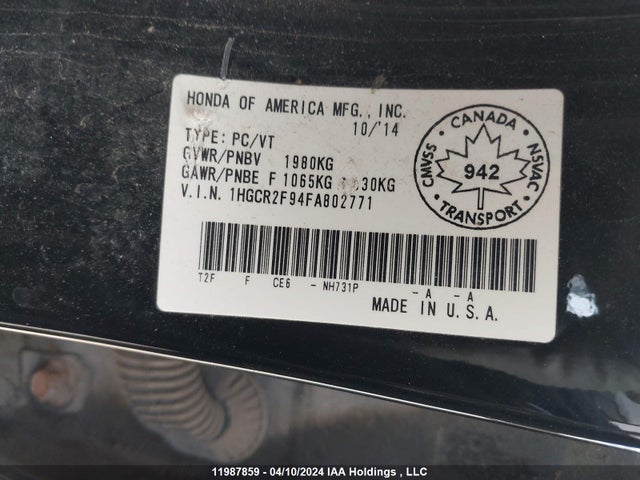 HONDA OF AMERICA MFG., INC.
10/'14
TYPE: PC/VT
GVWR/PNBV 1980KG
GAWR/PNBE F 1065KG
V.I.N. 1HGCR2F94FA802771
T2F F CE6 - NH731P -A -A
MADE IN U.S.A.
CANADA
CMVSS
942
NSVAC
TRANSPORT
11987859 - 04/10/2024 IAA Holdings , LLC